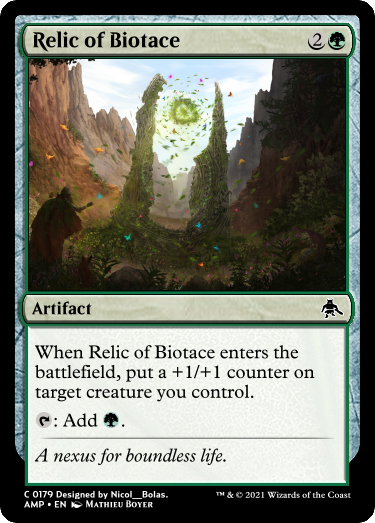 Relic of Biotace 2
Artifact
When Relic of Biotace enters the
battlefield, put a +1/+1 counter on
target creature you control.
: Add .
A nexus for boundless life.
C 0179 Designed by Nicol__Bolas.
AMP • EN Mathieu Boyer
™ & © 2021 Wizards of the Coast